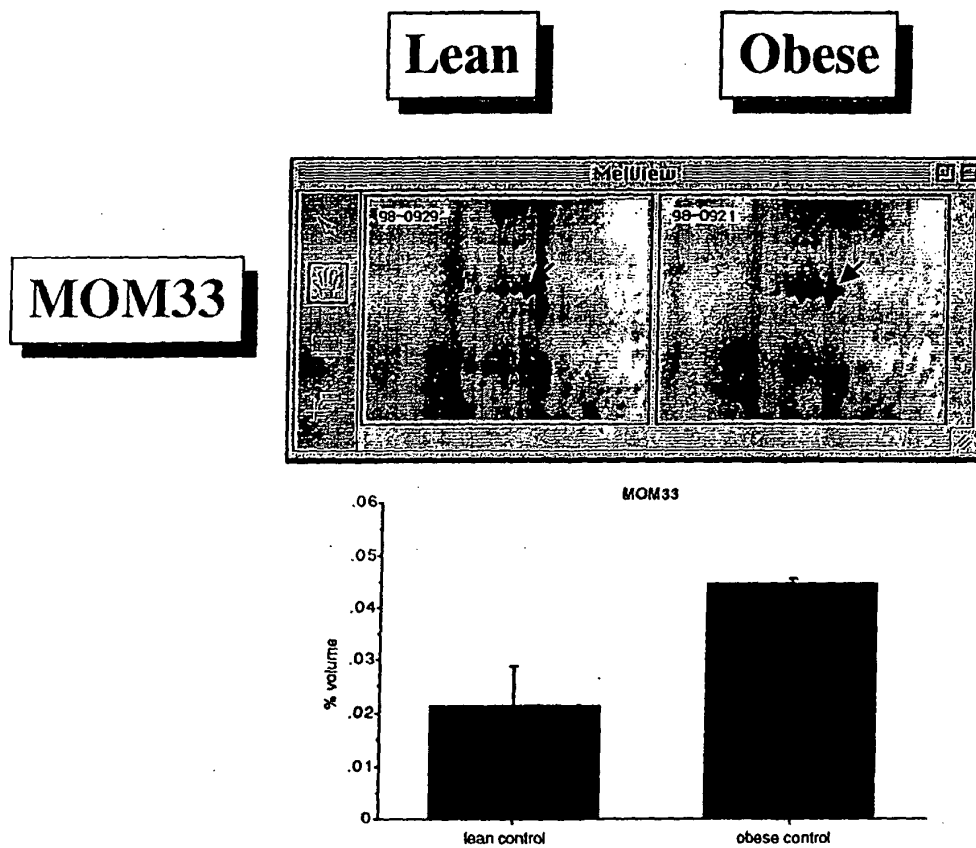 Lean
Obese
MelView
98-0929
98-0921
MOM33
MOM33
.06
.05
.04
.03
.02
.01
0
% volume
lean control
obese control